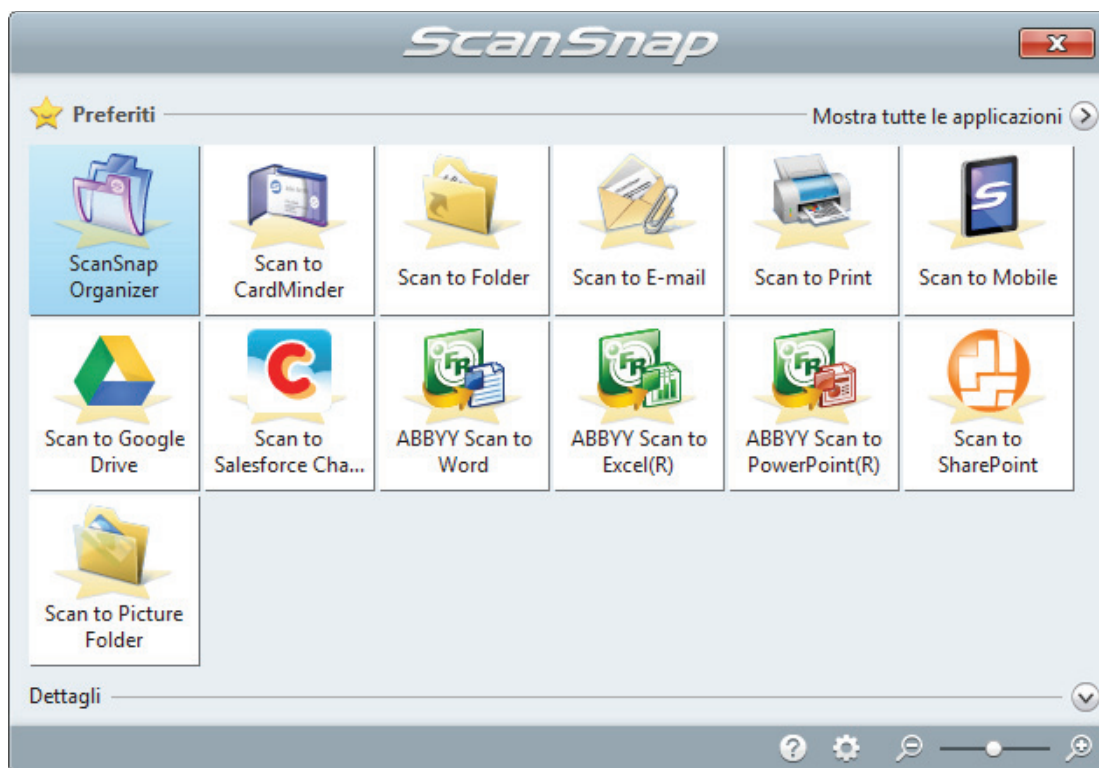 ScanSnap
Preferiti
Mostra tutte le applicazioni
ScanSnap
Organizer
Scan to
CardMinder
Scan to Folder
Scan to E-mail
Scan to Print
Scan to Mobile
Scan to Google
Drive
Scan to
Salesforce Cha...
ABBYY Scan to
Word
ABBYY Scan to
Excel(R)
ABBYY Scan to
PowerPoint(R)
Scan to
SharePoint
Scan to Picture
Folder
Dettagli